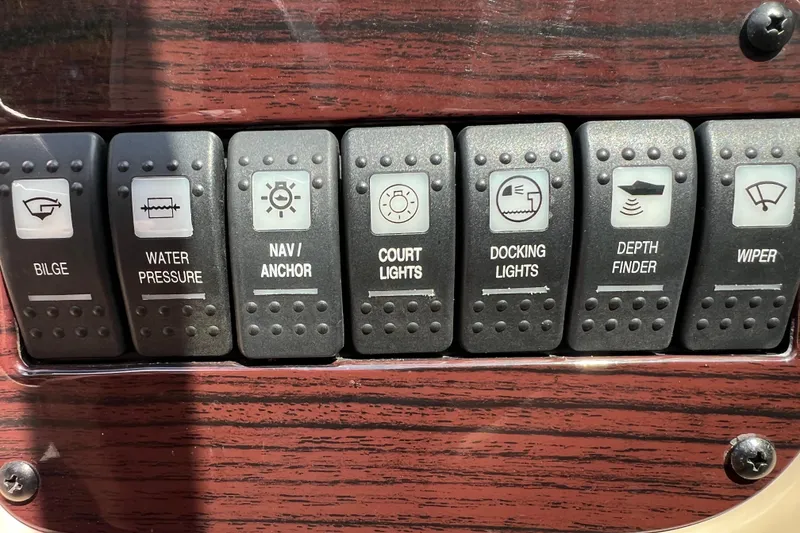 BILGE
WATER
PRESSURE
NAV/
ANCHOR
COURT
LIGHTS
DOCKING
LIGHTS
DEPTH
FINDER
WIPER